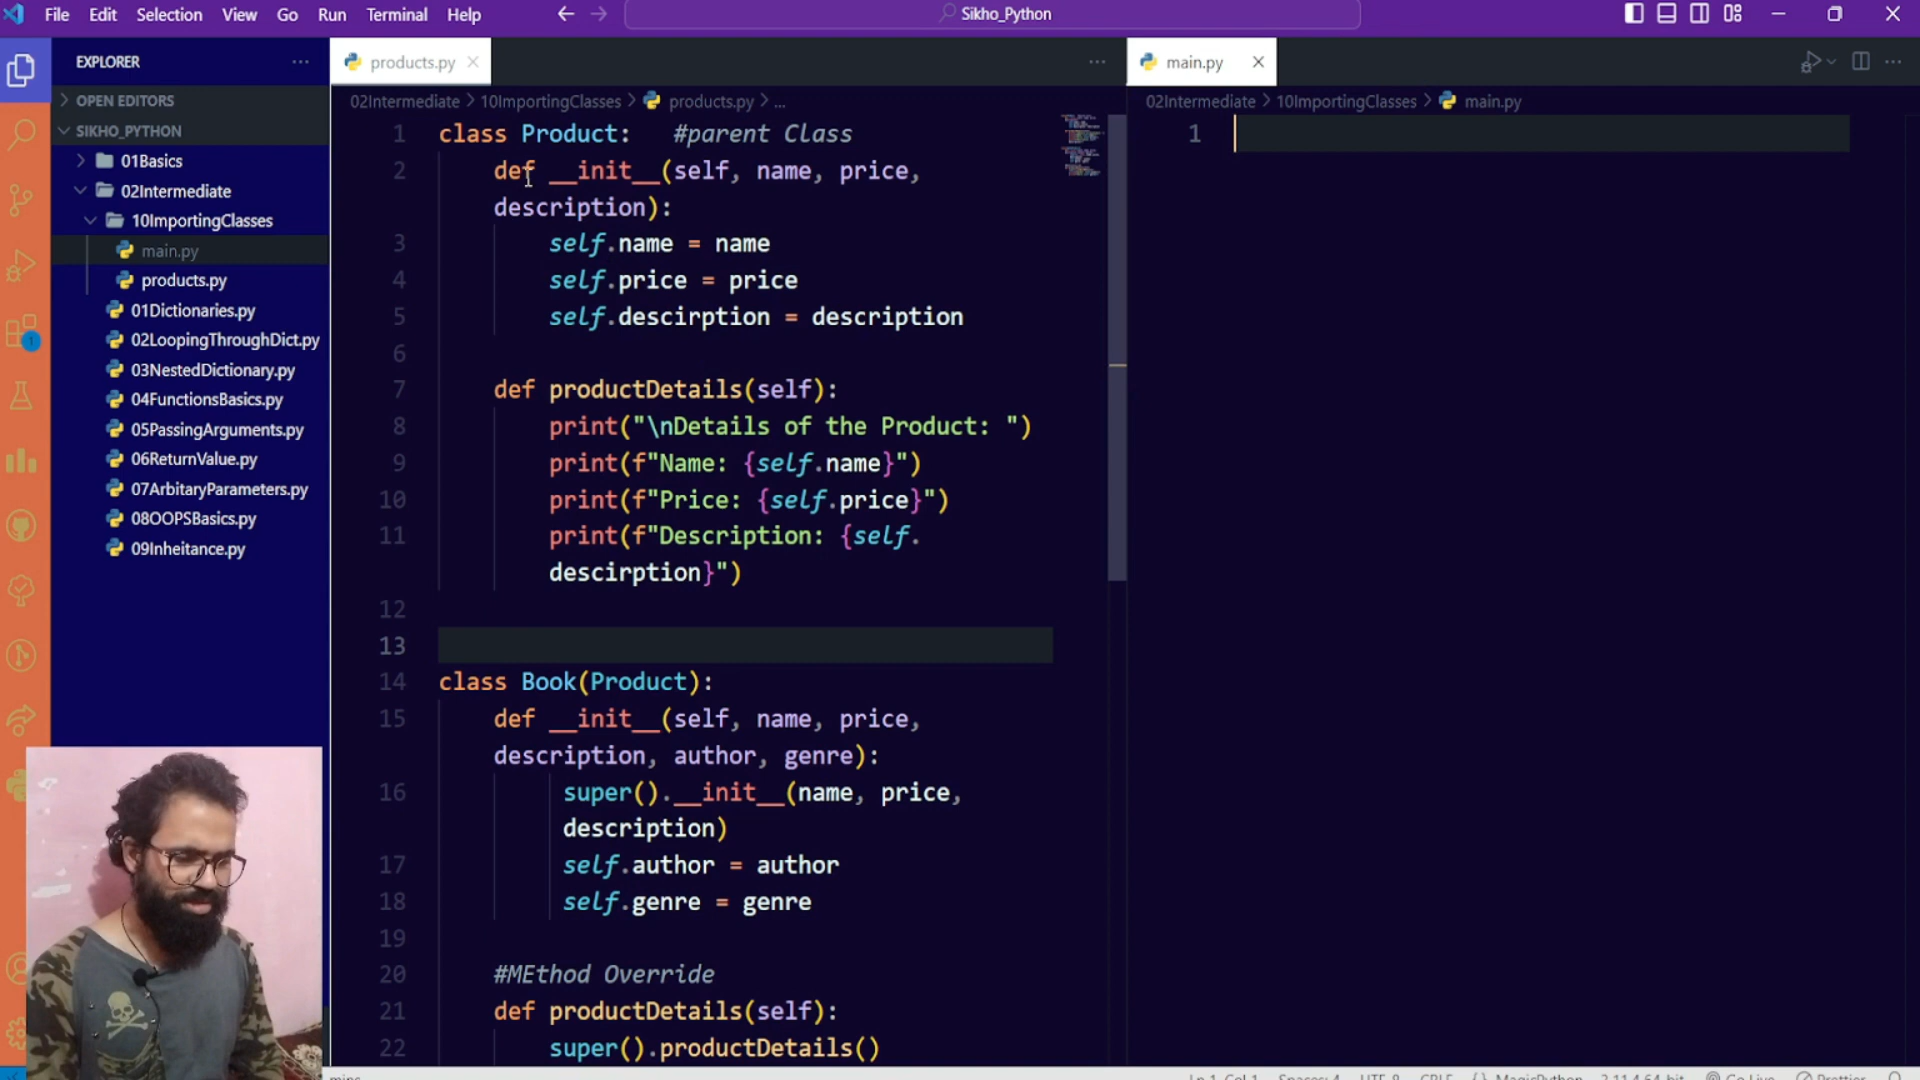 File Edit Selection View Go Run Terminal Help
Sikho_Python
EXPLORER
OPEN EDITORS
SIKHO_PYTHON
01Basics
02Intermediate
10ImportingClasses
main.py
products.py
01Dictionaries.py
02LoopingThroughDict.py
03NestedDictionary.py
04FunctionsBasics.py
05PassingArguments.py
06ReturnValue.py
07ArbitaryParameters.py
08OOPSBasics.py
09Inheitance.py
1
products.py
02Intermediate > 10ImportingClasses > products.py > ...
1 class Product: #parent Class
2 def __init__(self, name, price,
description):
3 self.name = name
4 self.price = price
5 self.descirption = description
6
7 def productDetails(self):
8 print("\nDetails of the Product: ")
9 print(f"Name: {self.name}")
10 print(f"Price: {self.price}")
11 print(f"Description: {self.
descirption}")
12
13
14 class Book(Product):
15 def __init__(self, name, price,
description, author, genre):
16 super().__init__(name, price,
description)
17 self.author = author
18 self.genre = genre
19
20 #MEthod Override
21 def productDetails(self):
22 super().productDetails()
main.py
02Intermediate > 10ImportingClasses > main.py
1